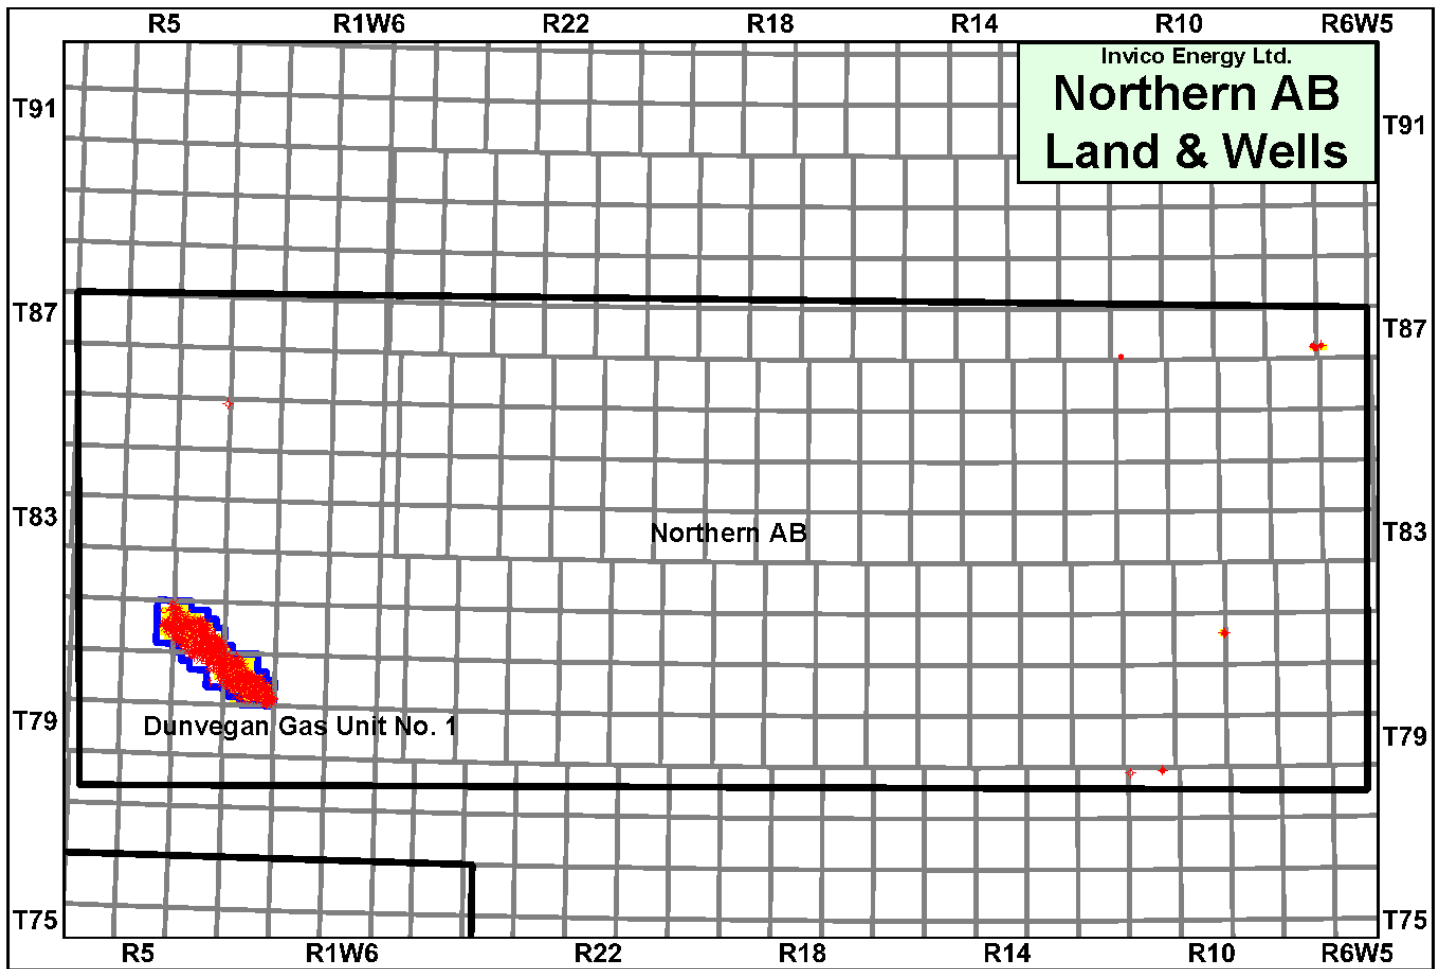 R5 R1W6 R22 R18 R14 R10 R6W5
Invico Energy Ltd.
Northern AB
Land & Wells
T91 T91
T87 T87
T83 T83
Northern AB
T79 T79
Dunvegan Gas Unit No. 1
T75 T75
R5 R1W6 R22 R18 R14 R10 R6W5